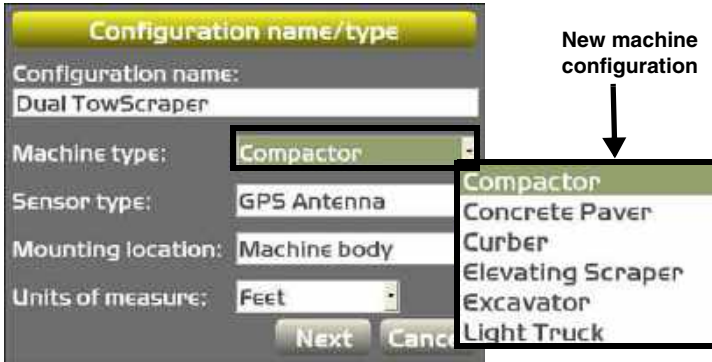 Configuration name/type
New machine
configuration
Configuration name:
Dual TowScraper
Machine type: Compactor
Sensor type: GPS Antenna
Mounting location: Machine body
Units of measure: Feet
Next Cance
Compactor
Concrete Paver
Curber
Elevating Scraper
Excavator
Light Truck